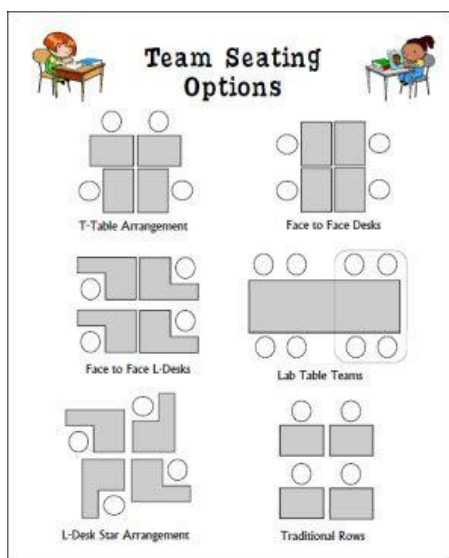 Team Seating
Options
T-Table Arrangement
Face to Face Desks
Face to Face L-Desks
Lab Table Teams
L-Desk Star Arrangement
Traditional Rows